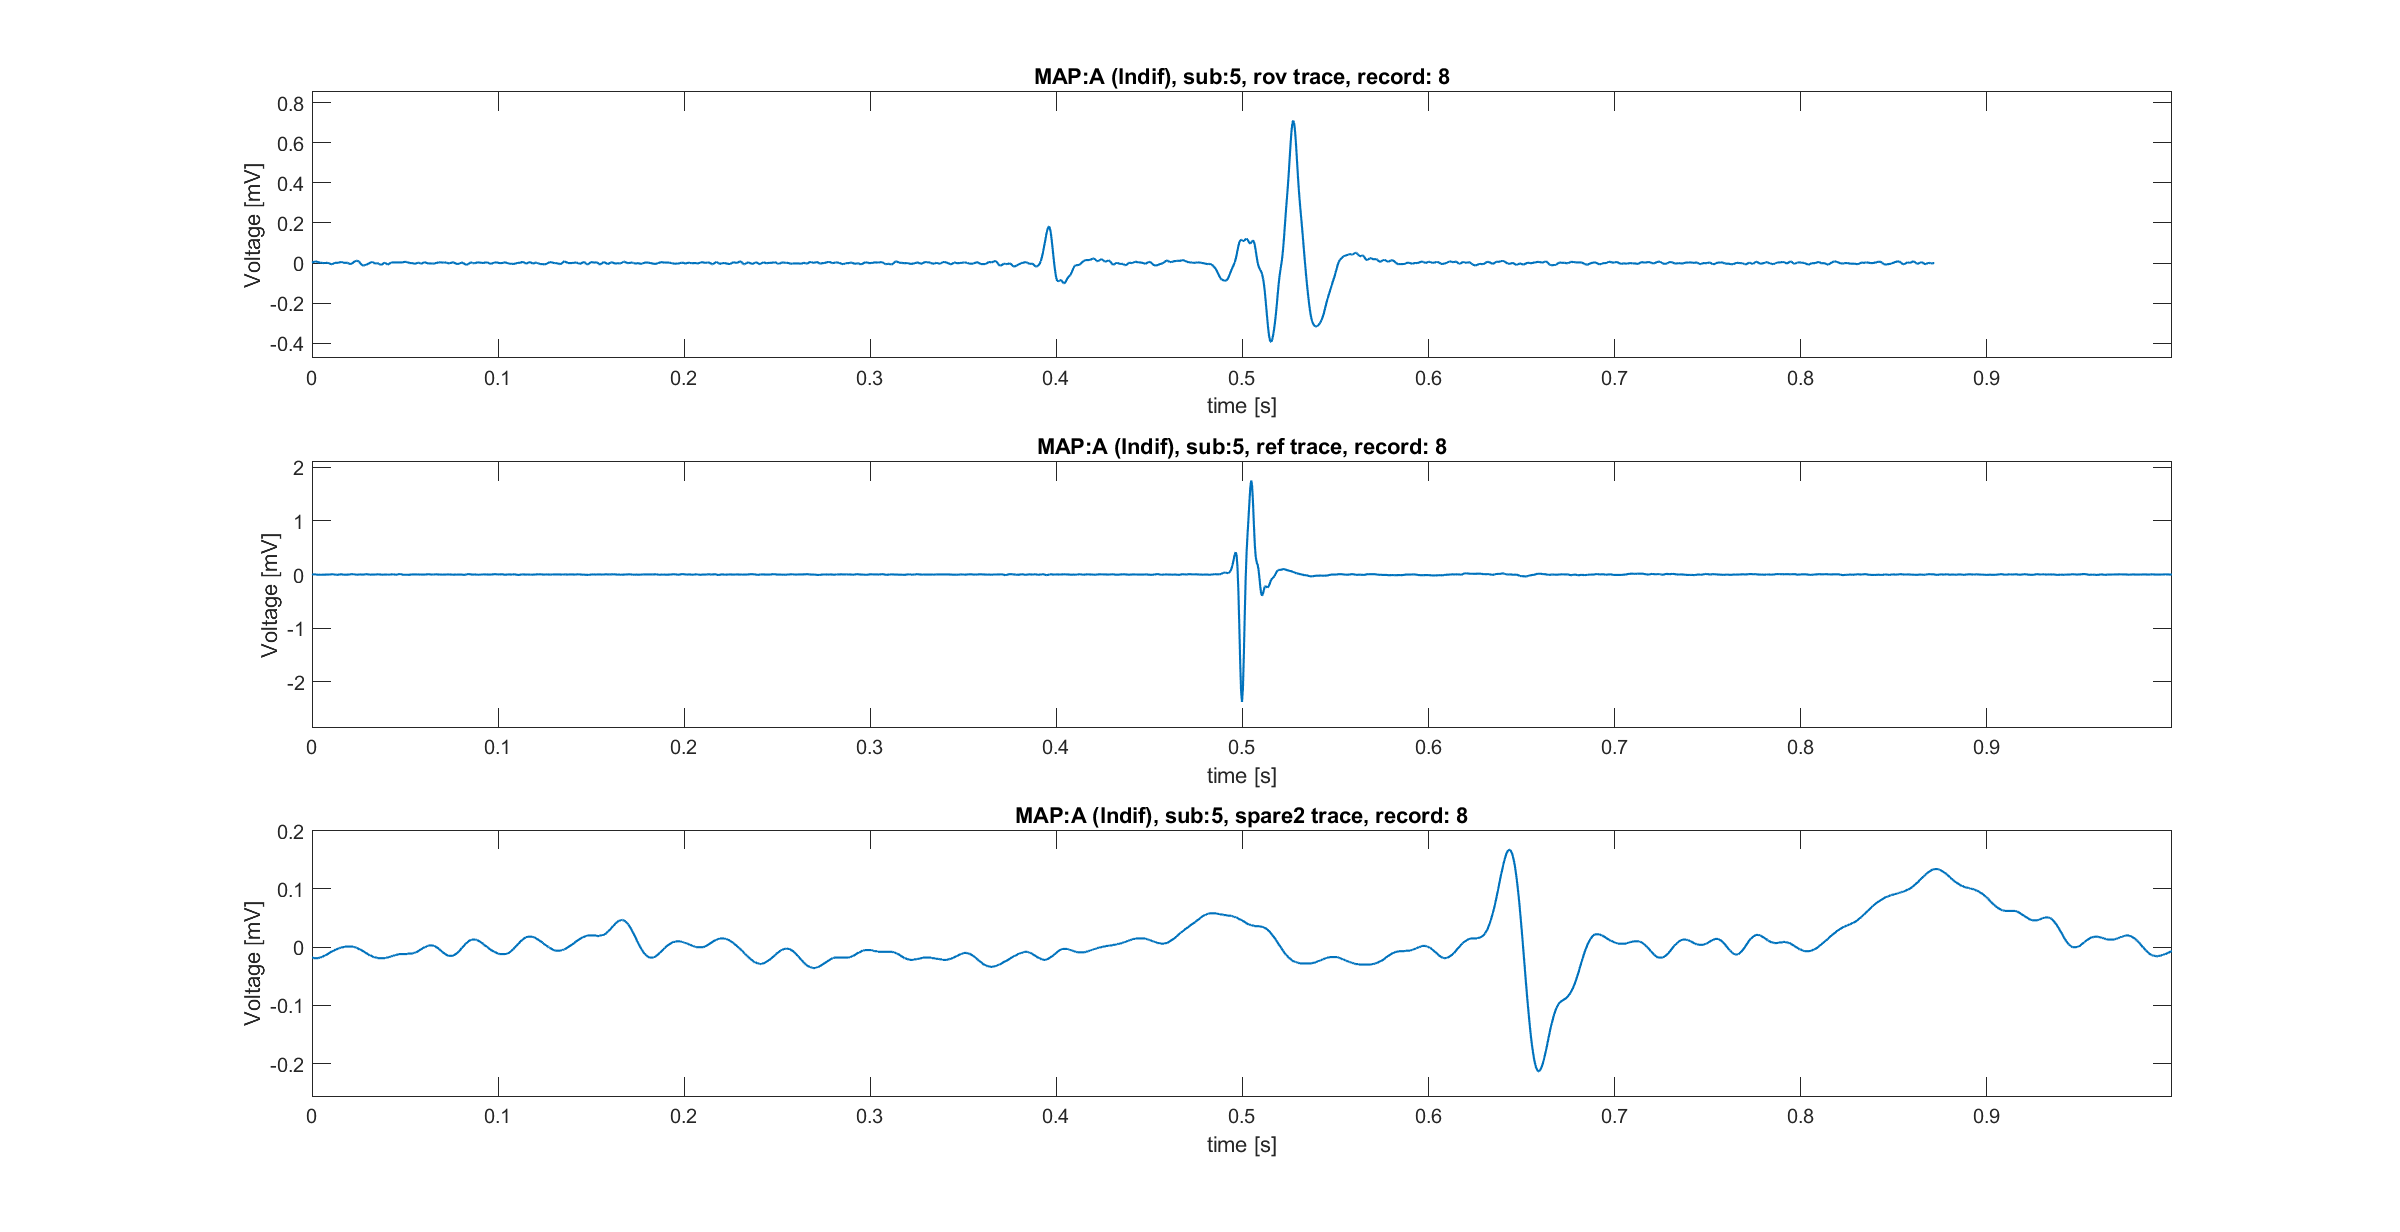 MAP:A (Indif), sub:5, rov trace, record: 8
Voltage [mV]
0.8
0.6
0.4
0.2
0
-0.2
-0.4
0 0.1 0.2 0.3 0.4 0.5 0.6 0.7 0.8 0.9
time [s]
MAP:A (Indif), sub:5, ref trace, record: 8
Voltage [mV]
2
1
0
-1
-2
0 0.1 0.2 0.3 0.4 0.5 0.6 0.7 0.8 0.9
time [s]
MAP:A (Indif), sub:5, spare2 trace, record: 8
Voltage [mV]
0.2
0.1
0
-0.1
-0.2
0 0.1 0.2 0.3 0.4 0.5 0.6 0.7 0.8 0.9
time [s]